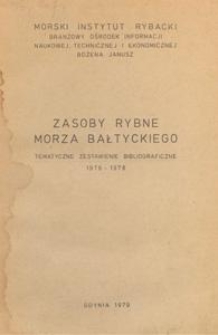 MORSKI INSTYTUT RYBACKI
BRANŻOWY OŚRODEK INFORMACJI
NAUKOWEJ, TECHNICZNEJ I EKONOMICZNEJ
BOŻENA JANUSZ
ZASOBY RYBNE
MORZA BAŁTYCKIEGO
TEMATYCZNE ZESTAWIENIE BIBLIOGRAFICZNE
1975 - 1978
GDYNIA 1979